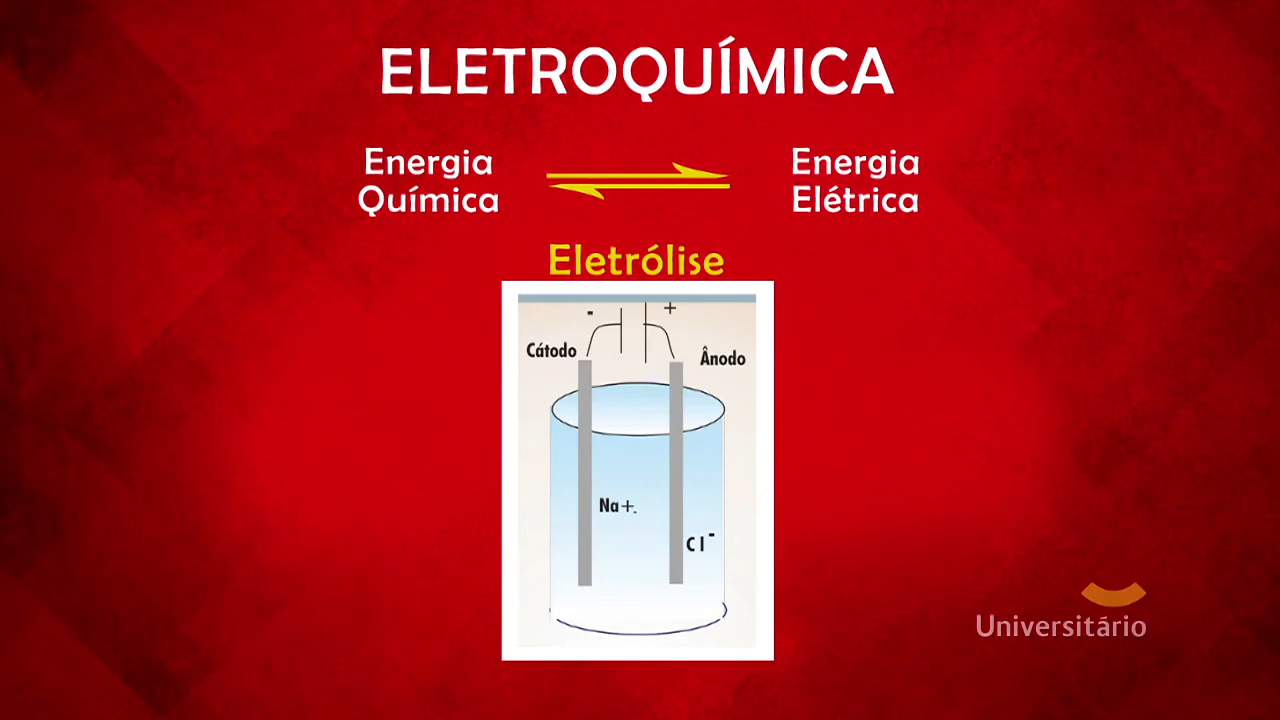 ELETROQUÍMICA
Energia Química
Energia Elétrica
Eletrólise
- +
Cátodo
Ânodo
Na+.
Cl-
Universitário